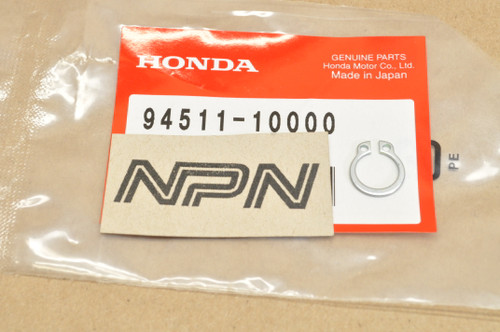 HONDA
GENUINE PARTS
Honda Motor Co., Ltd.
Made in Japan
94511-10000
NPN
PE